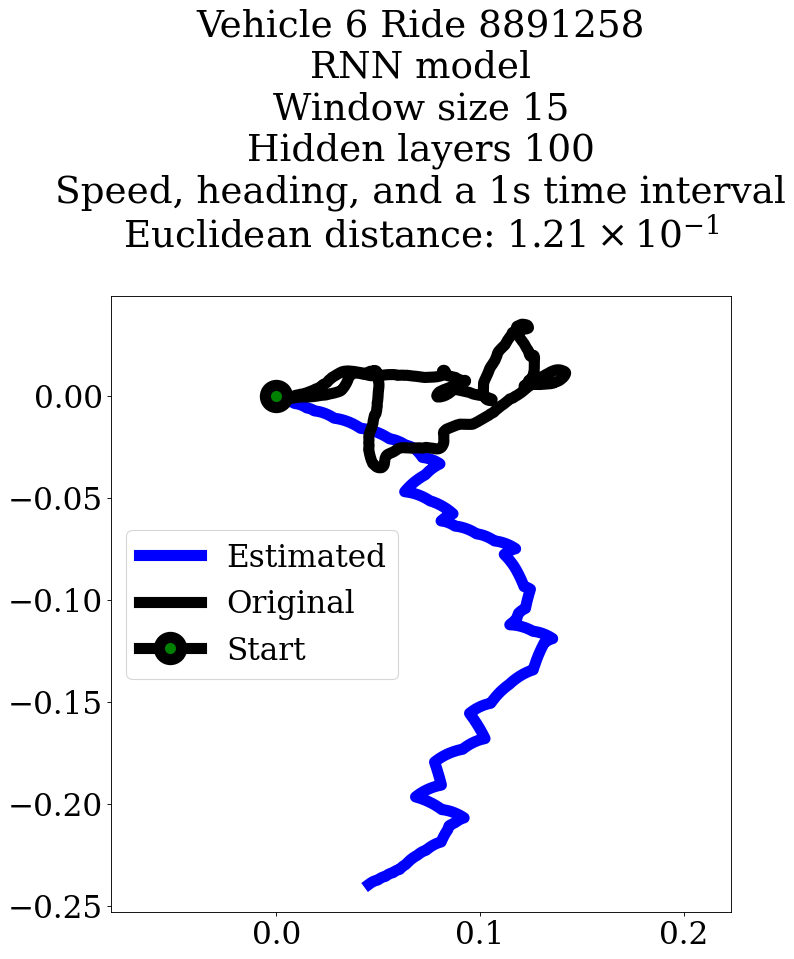 Vehicle 6 Ride 8891258
RNN model
Window size 15
Hidden layers 100
Speed, heading, and a 1s time interval
Euclidean distance: 1.21 × 10⁻¹
0.00
−0.05
−0.10
−0.15
−0.20
−0.25
Estimated
Original
Start
0.0 0.1 0.2